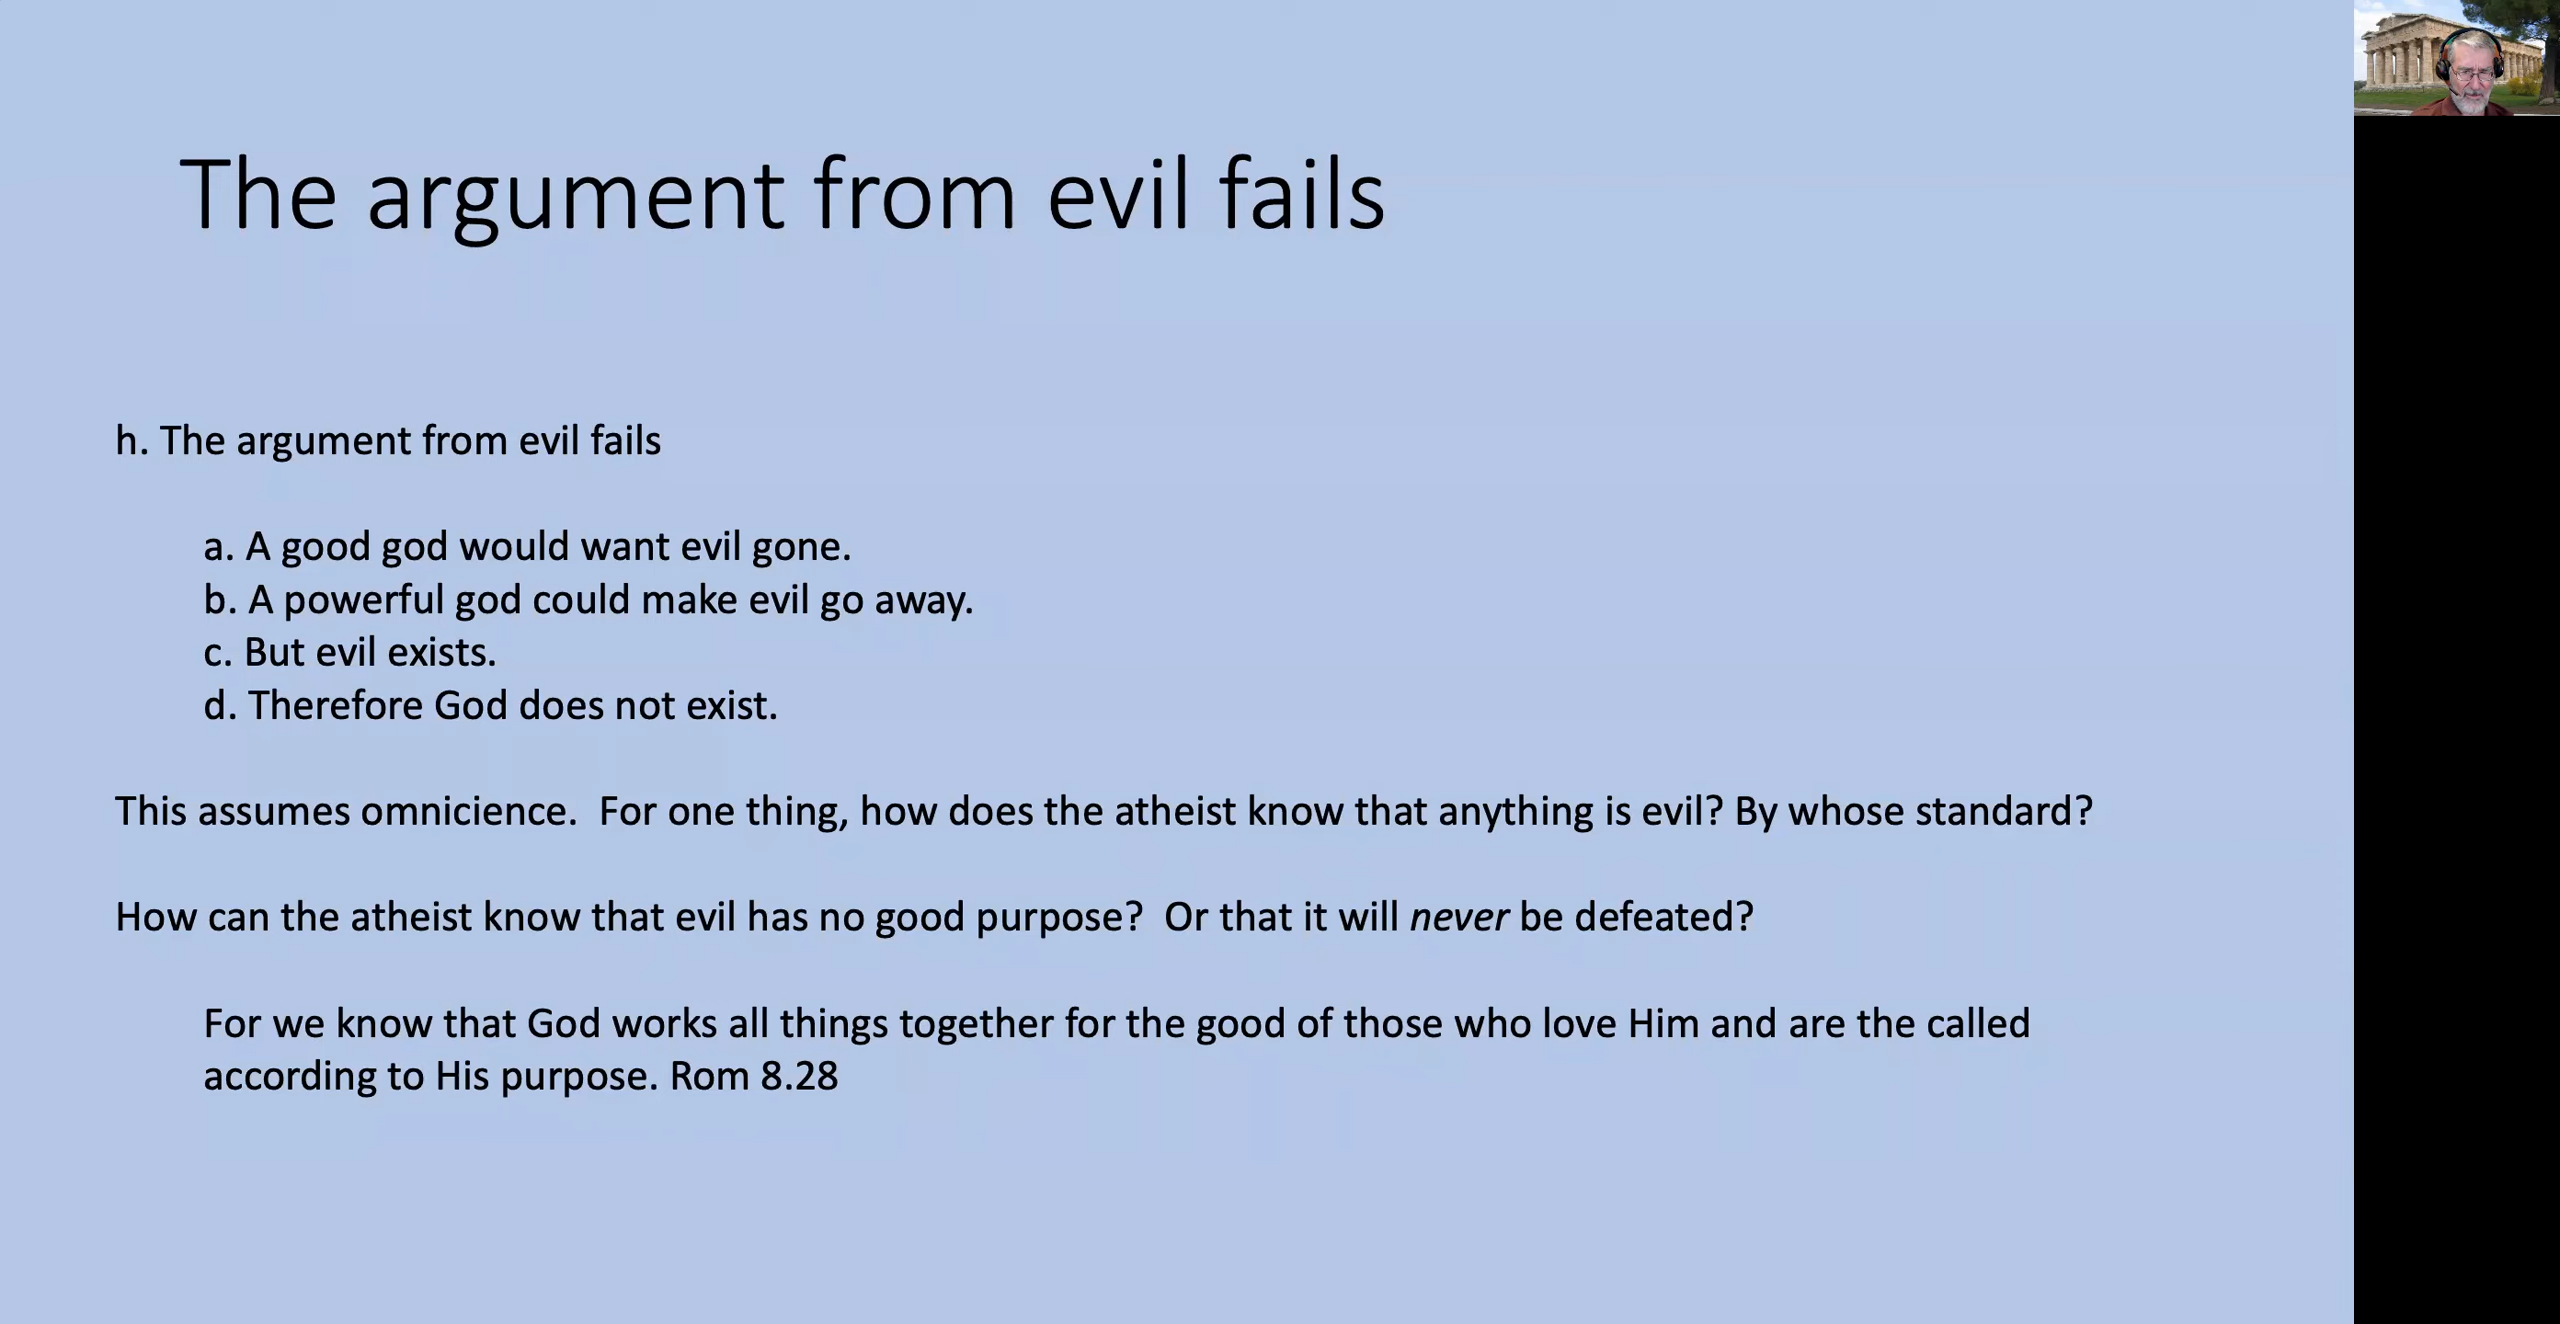 The argument from evil fails
h. The argument from evil fails
a. A good god would want evil gone.
b. A powerful god could make evil go away.
c. But evil exists.
d. Therefore God does not exist.
This assumes omnicience.  For one thing, how does the atheist know that anything is evil? By whose standard?
How can the atheist know that evil has no good purpose?  Or that it will never be defeated?
For we know that God works all things together for the good of those who love Him and are the called
according to His purpose. Rom 8.28